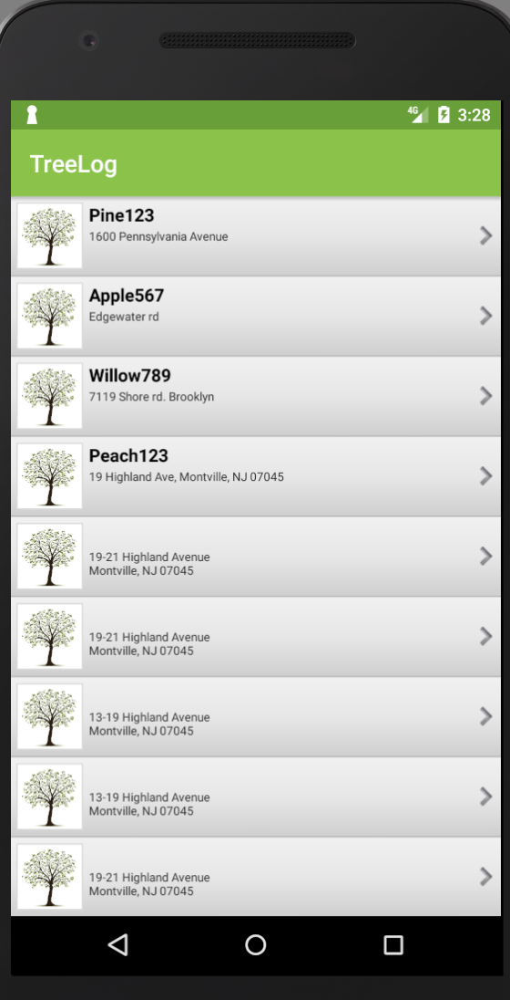 4G 3:28
TreeLog
Pine123
1600 Pennsylvania Avenue
Apple567
Edgewater rd
Willow789
7119 Shore rd. Brooklyn
Peach123
19 Highland Ave, Montville, NJ 07045
19-21 Highland Avenue
Montville, NJ 07045
19-21 Highland Avenue
Montville, NJ 07045
13-19 Highland Avenue
Montville, NJ 07045
13-19 Highland Avenue
Montville, NJ 07045
19-21 Highland Avenue
Montville, NJ 07045